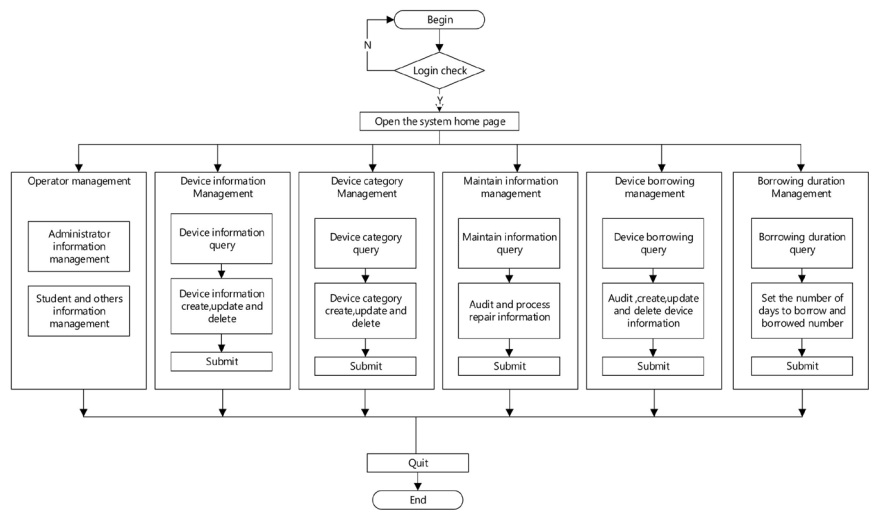 Begin
N
Login check
Y
Open the system home page
Operator management
Administrator
information
management
Student and others
information
management
Device information
Management
Device information
query
Device information
create,update and
delete
Submit
Device category
Management
Device category
query
Device category
create,update and
delete
Submit
Maintain information
management
Maintain information
query
Audit and process
repair information
Submit
Device borrowing
management
Device borrowing
query
Audit ,create,update
and delete device
information
Submit
Borrowing duration
Management
Borrowing duration
query
Set the number of
days to borrow and
borrowed number
Submit
Quit
End